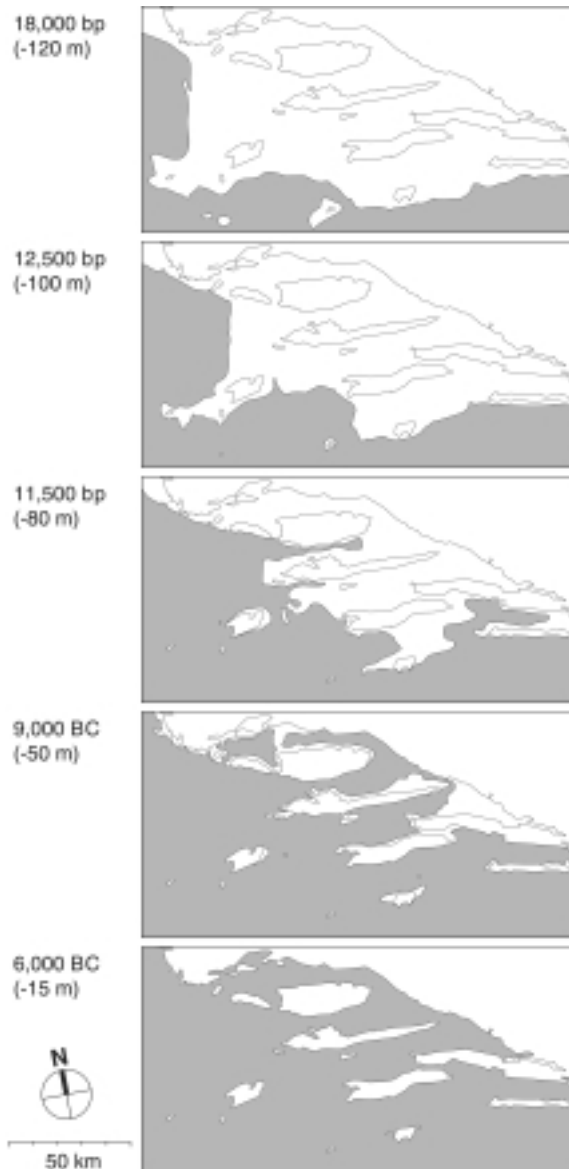 18,000 bp
(-120 m)
12,500 bp
(-100 m)
11,500 bp
(-80 m)
9,000 BC
(-50 m)
6,000 BC
(-15 m)
N
50 km